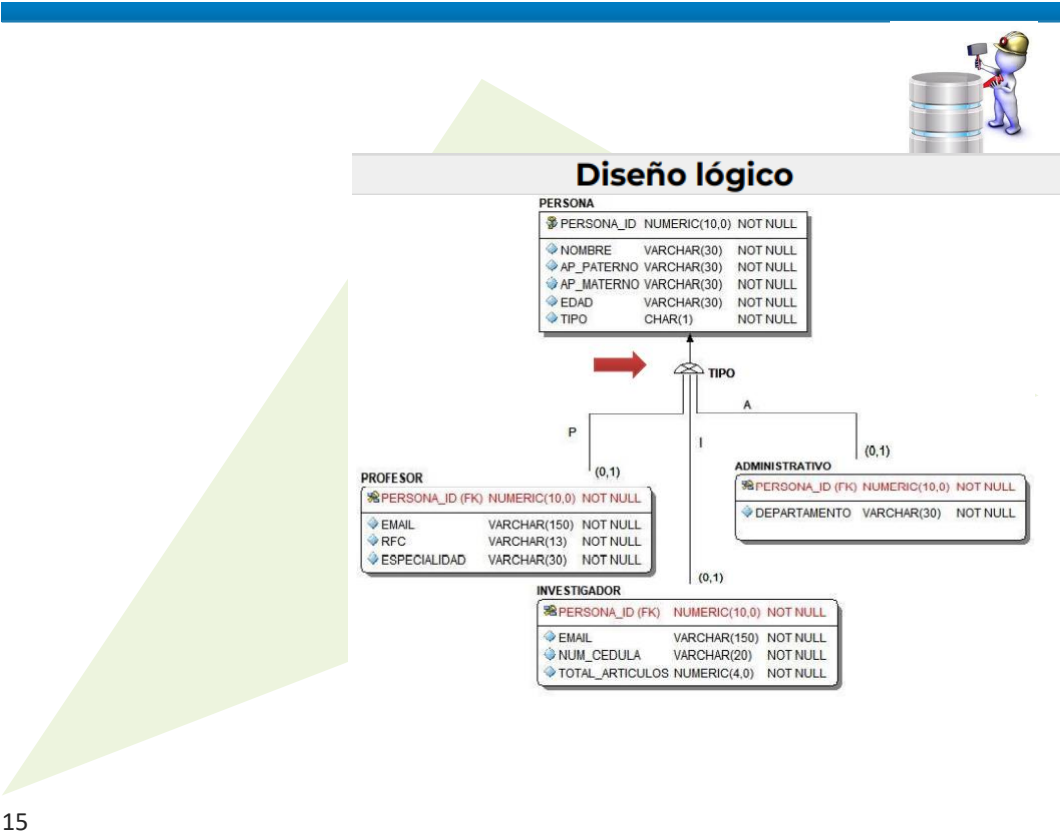 Diseño lógico
PERSONA
PERSONA_ID NUMERIC(10,0) NOT NULL
NOMBRE VARCHAR(30) NOT NULL
AP_PATERNO VARCHAR(30) NOT NULL
AP_MATERNO VARCHAR(30) NOT NULL
EDAD VARCHAR(30) NOT NULL
TIPO CHAR(1) NOT NULL
TIPO
P
I
A
(0,1)
PROFESOR
PERSONA_ID (FK) NUMERIC(10,0) NOT NULL
EMAIL VARCHAR(150) NOT NULL
RFC VARCHAR(13) NOT NULL
ESPECIALIDAD VARCHAR(30) NOT NULL
(0,1)
ADMINISTRATIVO
PERSONA_ID (FK) NUMERIC(10,0) NOT NULL
DEPARTAMENTO VARCHAR(30) NOT NULL
(0,1)
INVESTIGADOR
PERSONA_ID (FK) NUMERIC(10,0) NOT NULL
EMAIL VARCHAR(150) NOT NULL
NUM_CEDULA VARCHAR(20) NOT NULL
TOTAL_ARTICULOS NUMERIC(4,0) NOT NULL
15